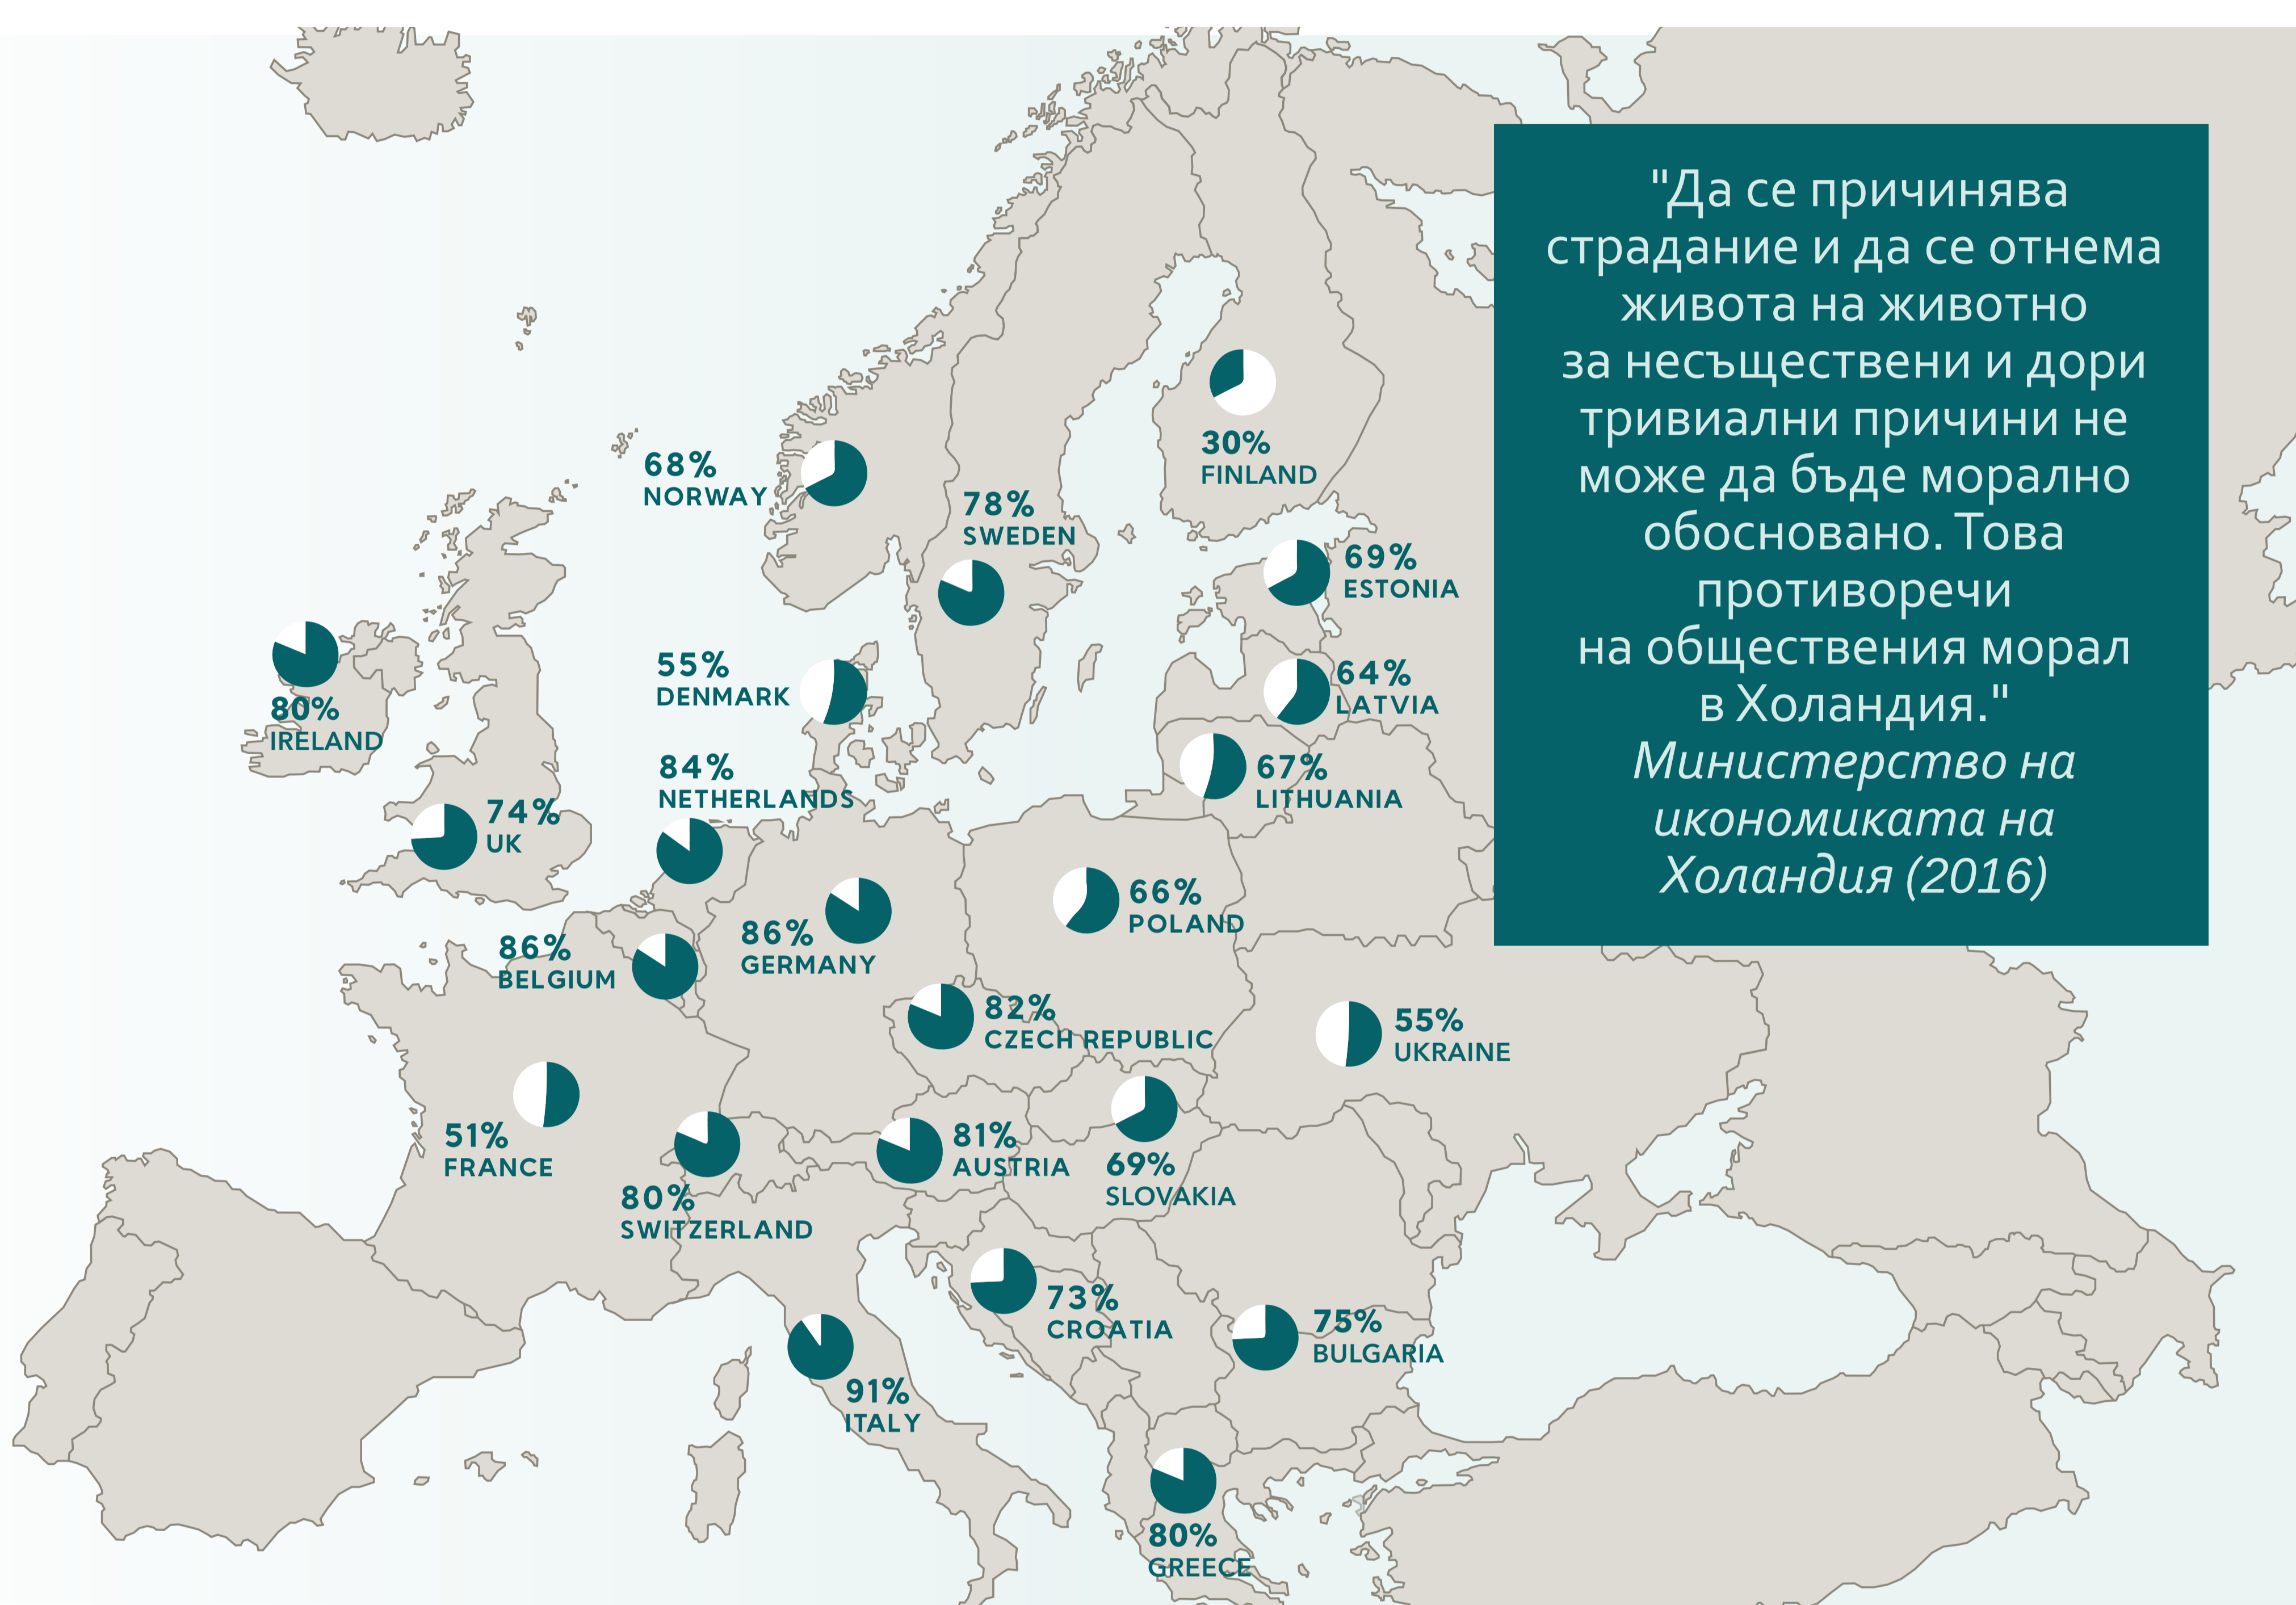 "Да се причинява
страдание и да се отнема
живота на животно
за несъществени и дори
тривиални причини не
може да бъде морално
обосновано. Това
противоречи
на обществения морал
в Холандия."
Министерство на
икономиката на
Холандия (2016)
30%
FINLAND
68%
NORWAY
78%
SWEDEN
69%
ESTONIA
55%
DENMARK
64%
LATVIA
80%
IRELAND
84%
NETHERLANDS
67%
LITHUANIA
74%
UK
66%
POLAND
86%
GERMANY
86%
BELGIUM
82%
CZECH REPUBLIC
55%
UKRAINE
51%
FRANCE
81%
AUSTRIA
69%
SLOVAKIA
80%
SWITZERLAND
73%
CROATIA
75%
BULGARIA
91%
ITALY
80%
GREECE